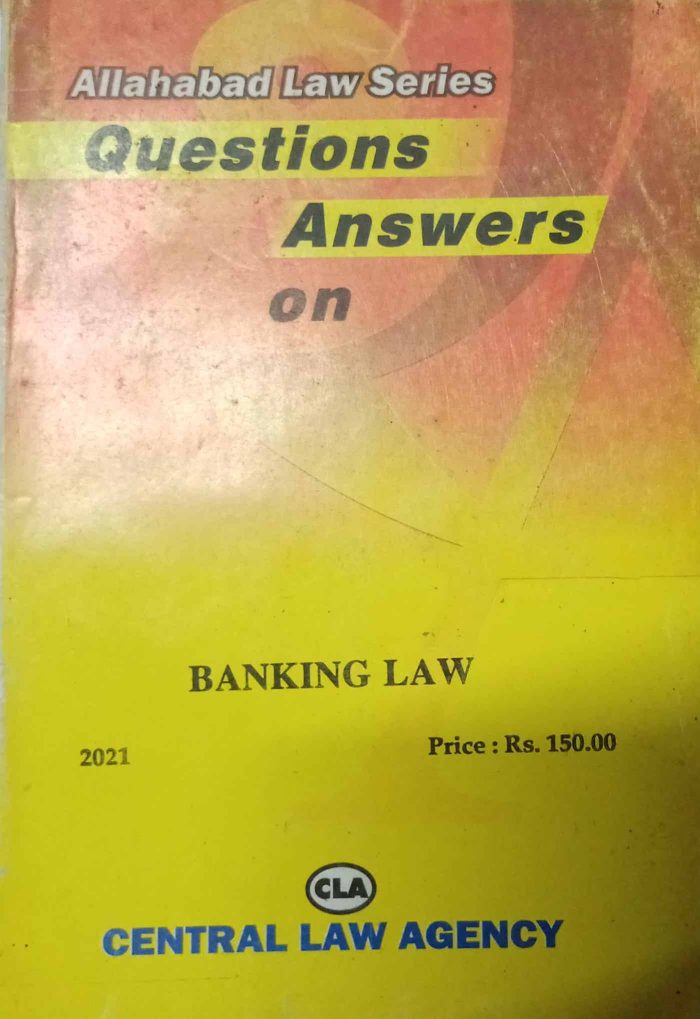 Allahabad Law Series
Questions
Answers
on
BANKING LAW
2021
Price : Rs. 150.00
CLA
CENTRAL LAW AGENCY